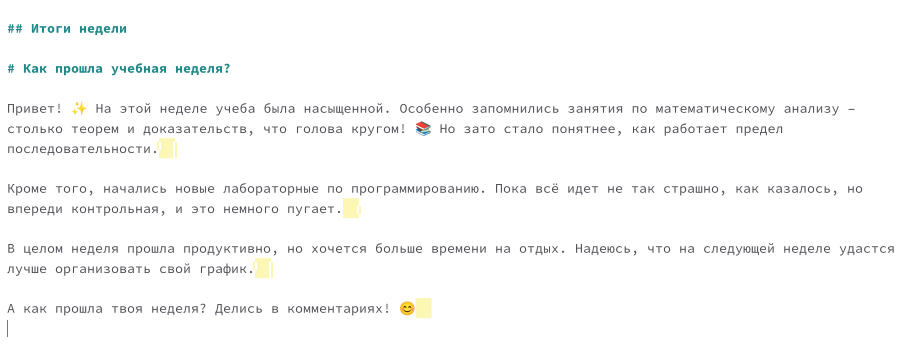 ## Итоги недели
# Как прошла учебная неделя?
Привет! ✨ На этой неделе учеба была насыщенной. Особенно запомнились занятия по математическому анализу –
столько теорем и доказательств, что голова кругом! 📚 Но зато стало понятнее, как работает предел
последовательности.
Кроме того, начались новые лабораторные по программированию. Пока всё идет не так страшно, как казалось, но
впереди контрольная, и это немного пугает.
В целом неделя прошла продуктивно, но хочется больше времени на отдых. Надеюсь, что на следующей неделе удастся
лучше организовать свой график.
А как прошла твоя неделя? Делись в комментариях! 😊